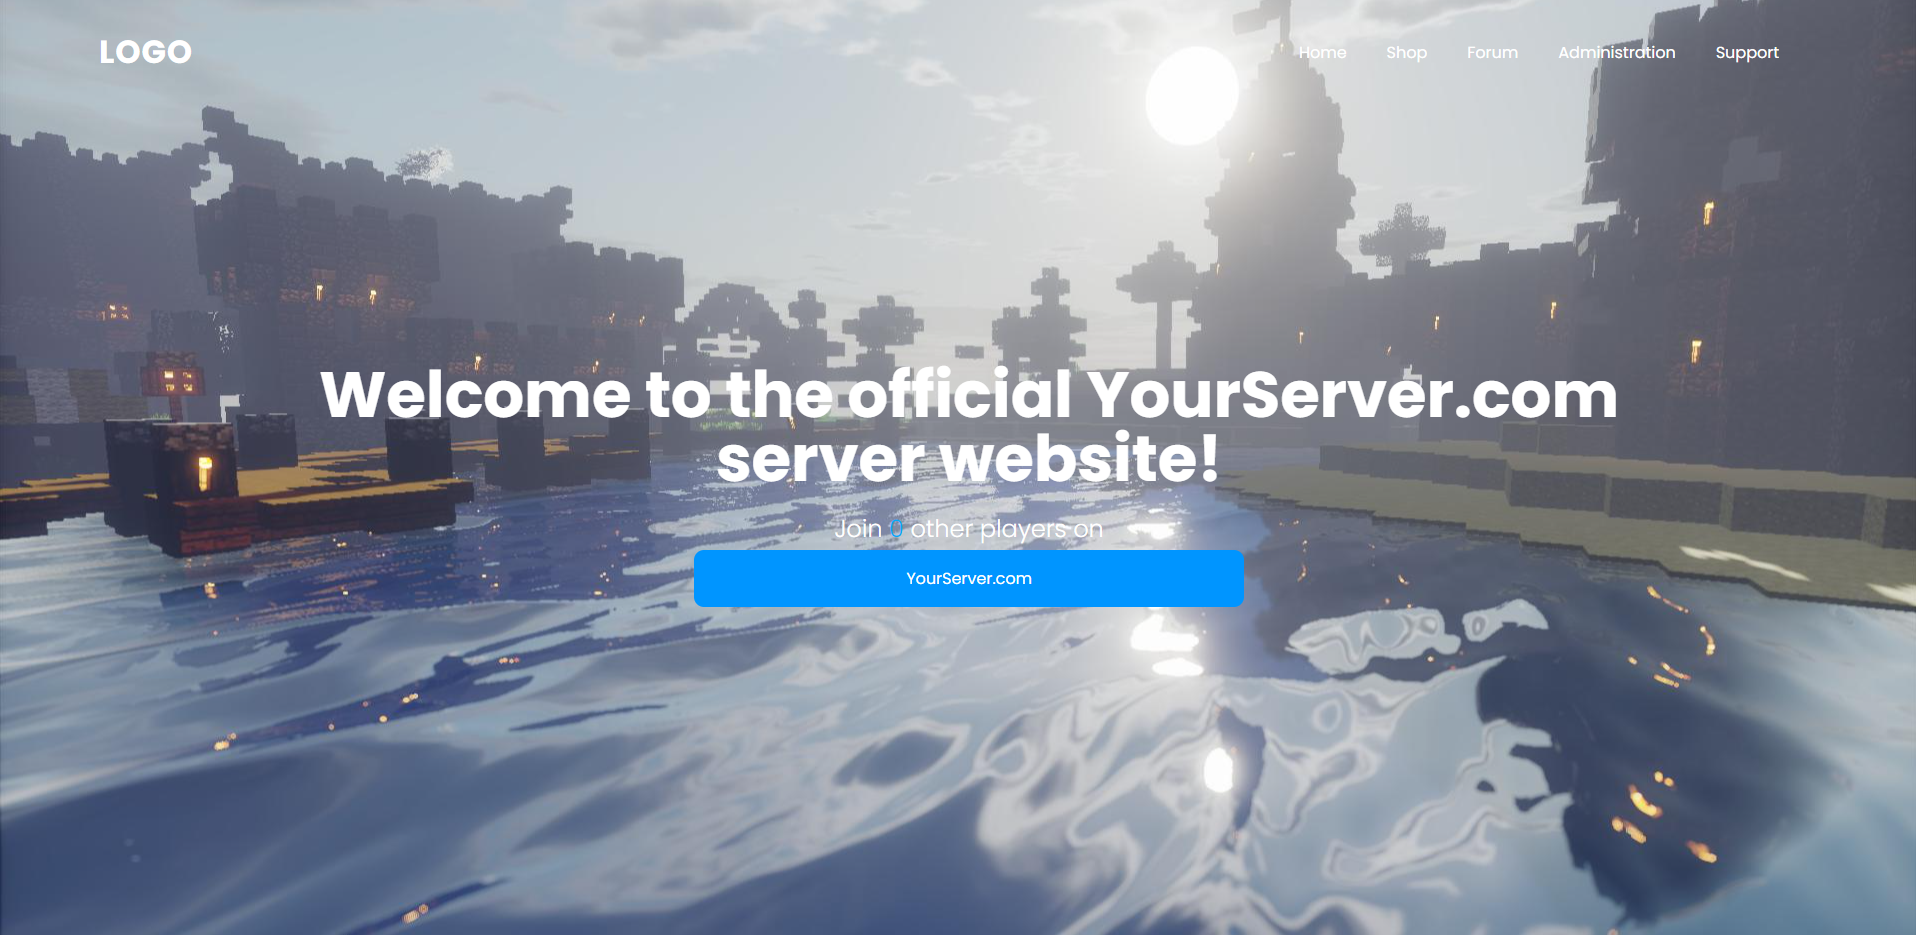 LOGO
Home Shop Forum Administration Support
Welcome to the official YourServer.com
server website!
Join 0 other players on
YourServer.com